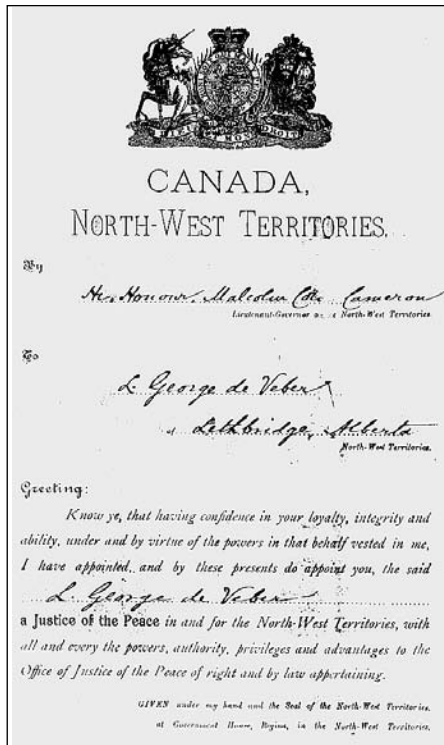 DIEU ET MON DROIT
CANADA,
NORTH-WEST TERRITORIES.
By
His Honour, Malcolm Colin Cameron
Lieutenant-Governor North-West Territories
To
L. George de Veber
of Lethbridge, Alberta
North-West Territories.
Greeting:
Know ye, that having confidence in your loyalty, integrity and
ability, under and by virtue of the powers in that behalf vested in me,
I have appointed, and by these presents do appoint you, the said
L. George de Veber
a Justice of the Peace in and for the North-West Territories, with
all and every the powers, authority, privileges and advantages to the
Office of Justice of the Peace of right and by law appertaining.
GIVEN under my hand and the Seal of the North-West Territories,
at Government House, Regina, in the North-West Territories.